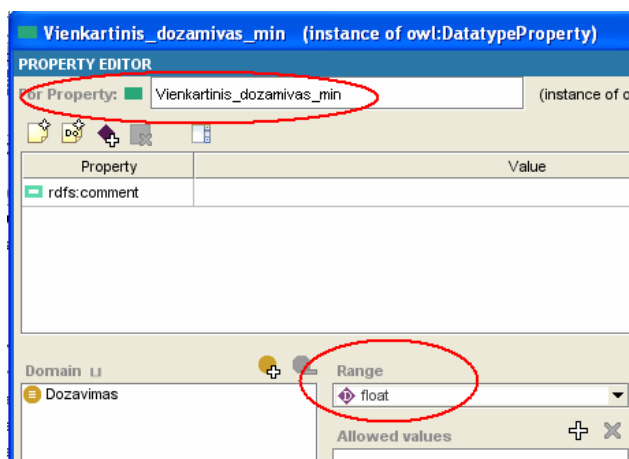 Vienkartinis_dozamivas_min (instance of owl:DatatypeProperty)
PROPERTY EDITOR
For Property: Vienkartinis_dozamivas_min (instance of o
Property Value
rdfs:comment
Domain Range
Dozavimas float
Allowed values